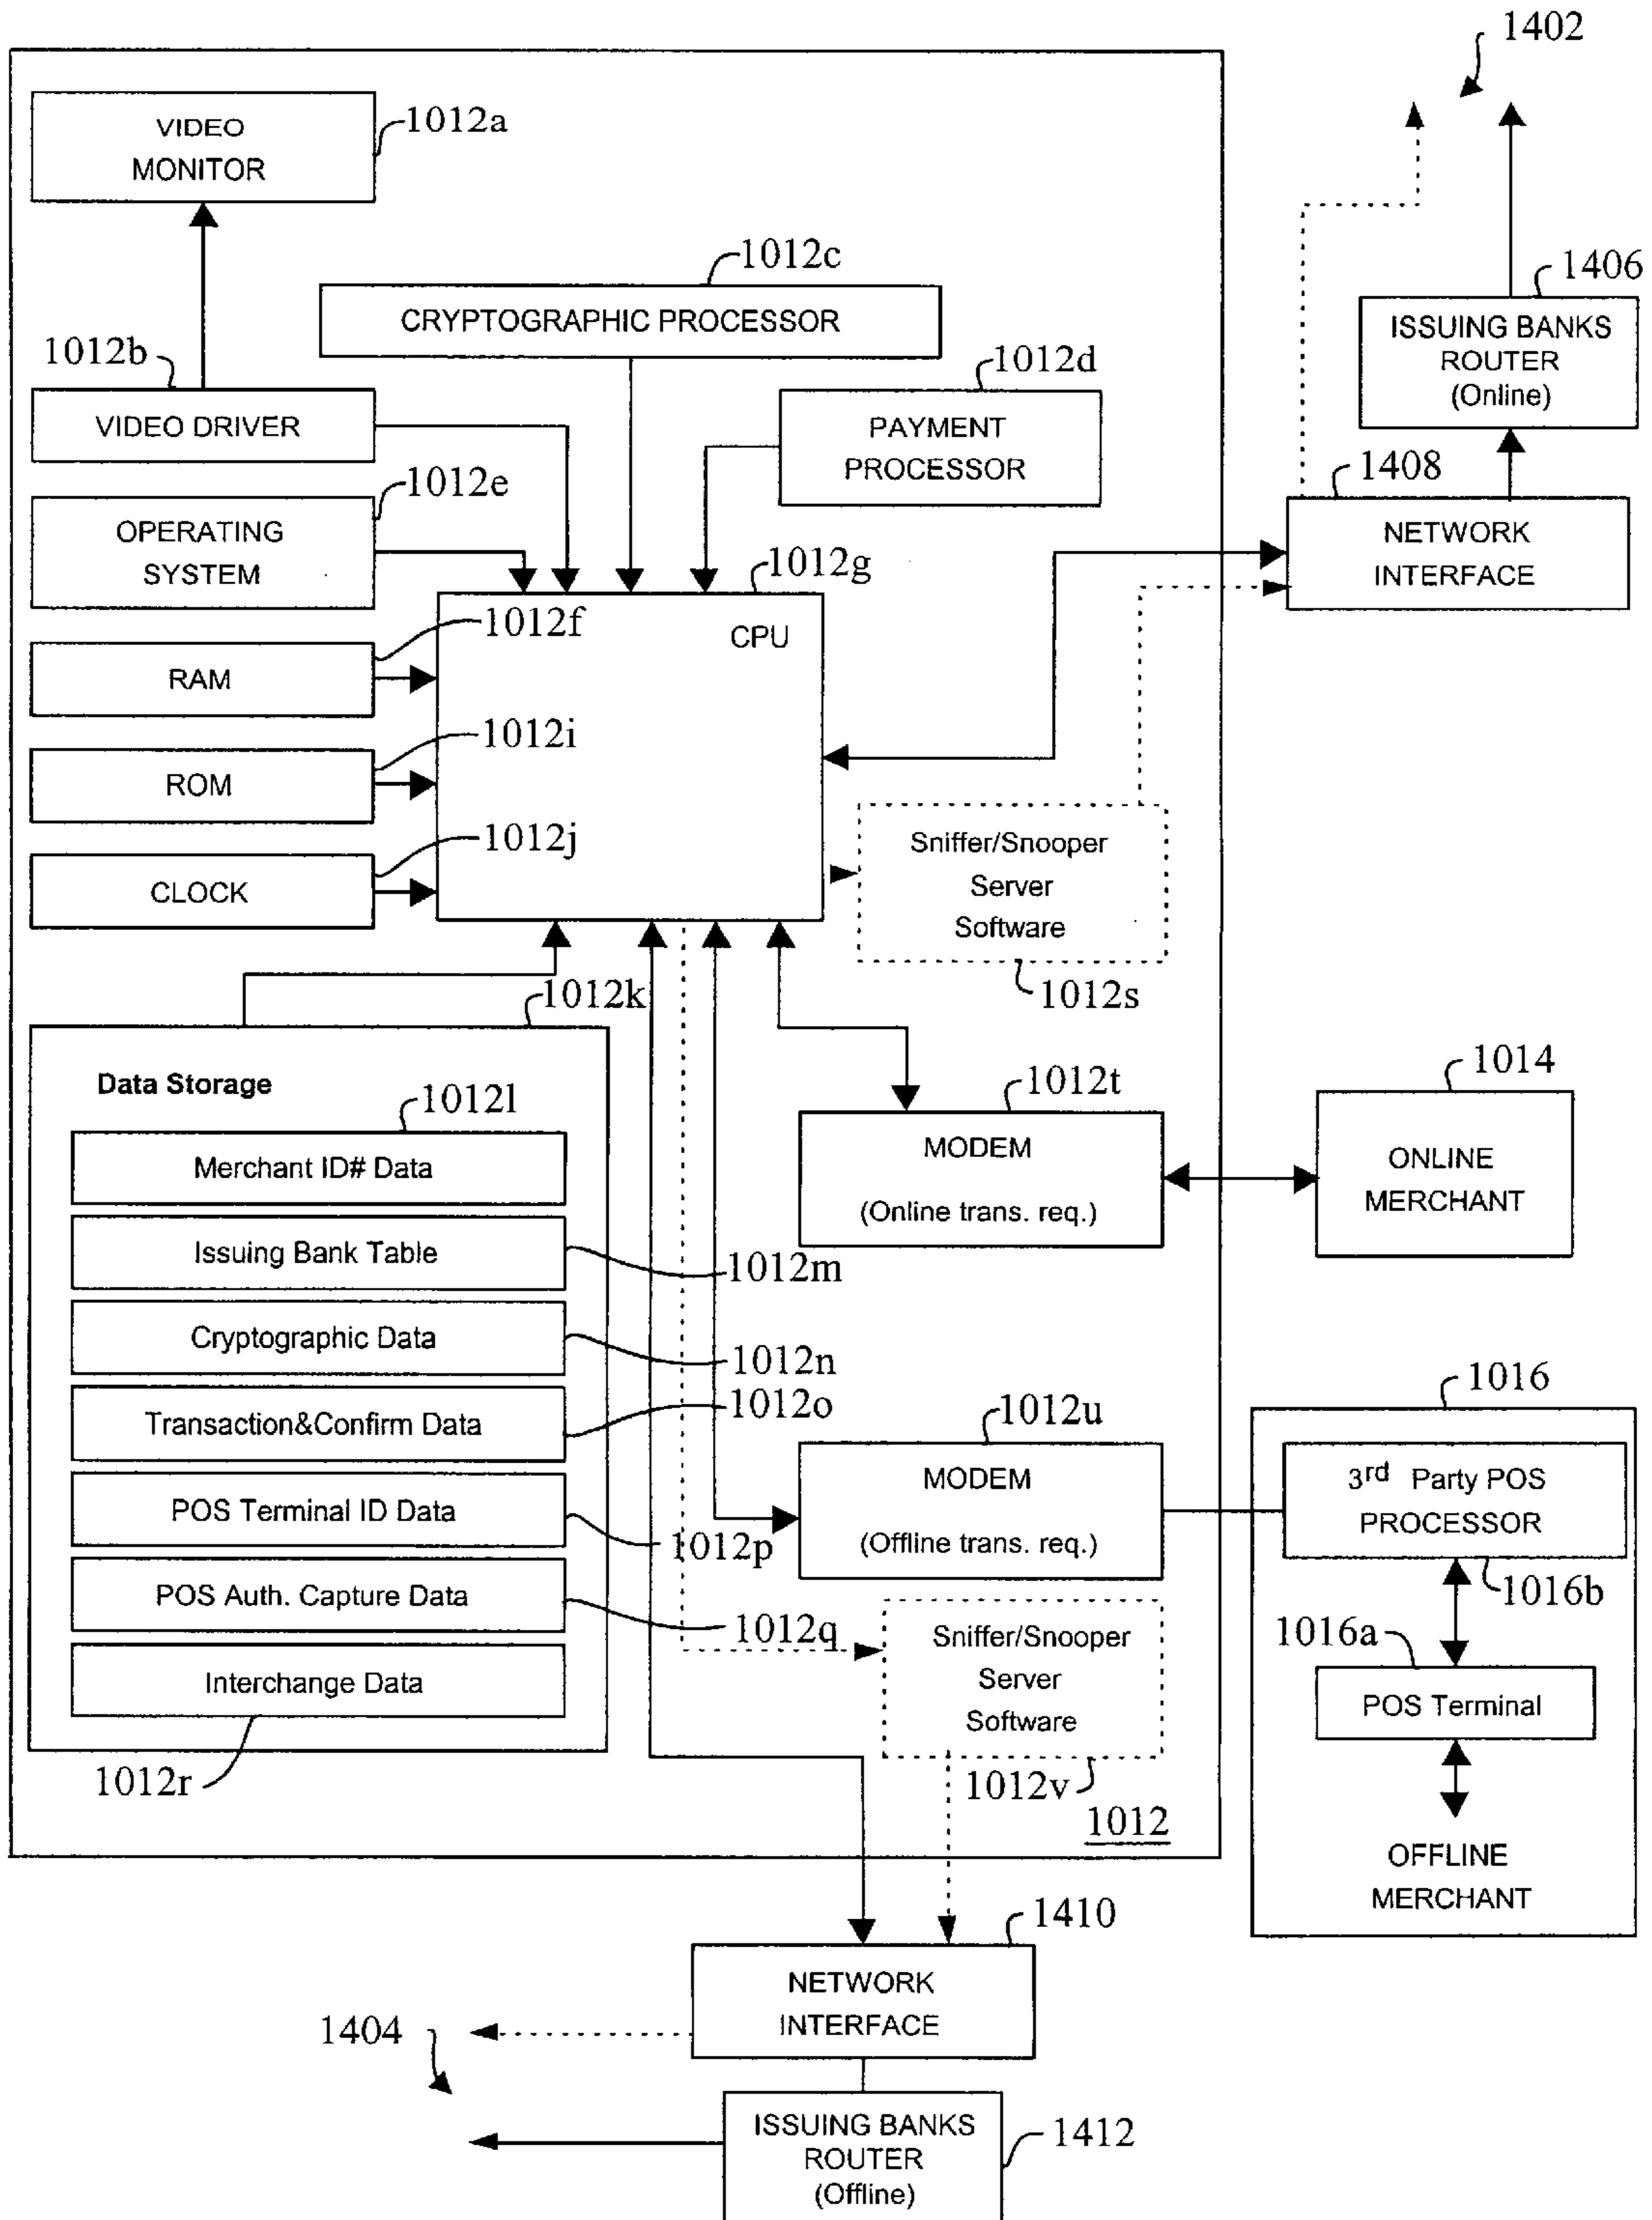 1402
VIDEO
MONITOR
1012a
1012c
CRYPTOGRAPHIC PROCESSOR
1406
ISSUING BANKS
ROUTER
(Online)
1012b
VIDEO DRIVER
1012d
PAYMENT
PROCESSOR
1012e
OPERATING
SYSTEM
1408
NETWORK
INTERFACE
1012g
CPU
1012f
RAM
1012i
ROM
1012j
CLOCK
Sniffer/Snooper
Server
Software
1012s
1012k
Data Storage
1012l
Merchant ID# Data
Issuing Bank Table
1012m
Cryptographic Data
1012n
Transaction&Confirm Data
1012o
POS Terminal ID Data
1012p
POS Auth. Capture Data
1012q
Interchange Data
1012r
1012t
MODEM
(Online trans. req.)
1014
ONLINE
MERCHANT
1012u
MODEM
(Offline trans. req.)
1016
3rd Party POS
PROCESSOR
1016b
1016a
POS Terminal
OFFLINE
MERCHANT
Sniffer/Snooper
Server
Software
1012v
1012
1410
NETWORK
INTERFACE
1404
ISSUING BANKS
ROUTER
(Offline)
1412